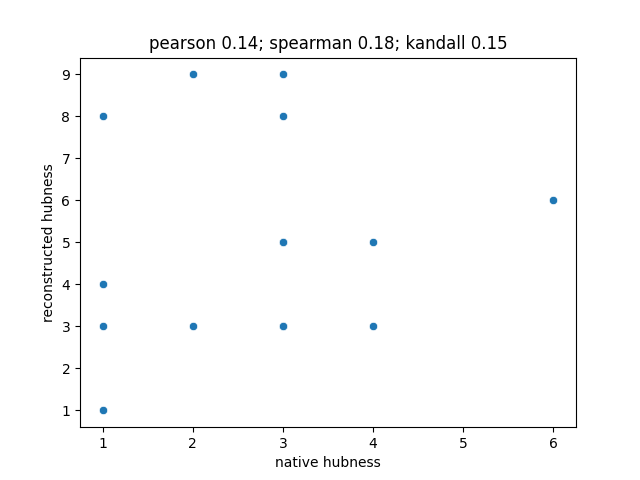 pearson 0.14; spearman 0.18; kandall 0.15
9
8
7
6
5
4
3
2
1
reconstructed hubness
1 2 3 4 5 6
native hubness